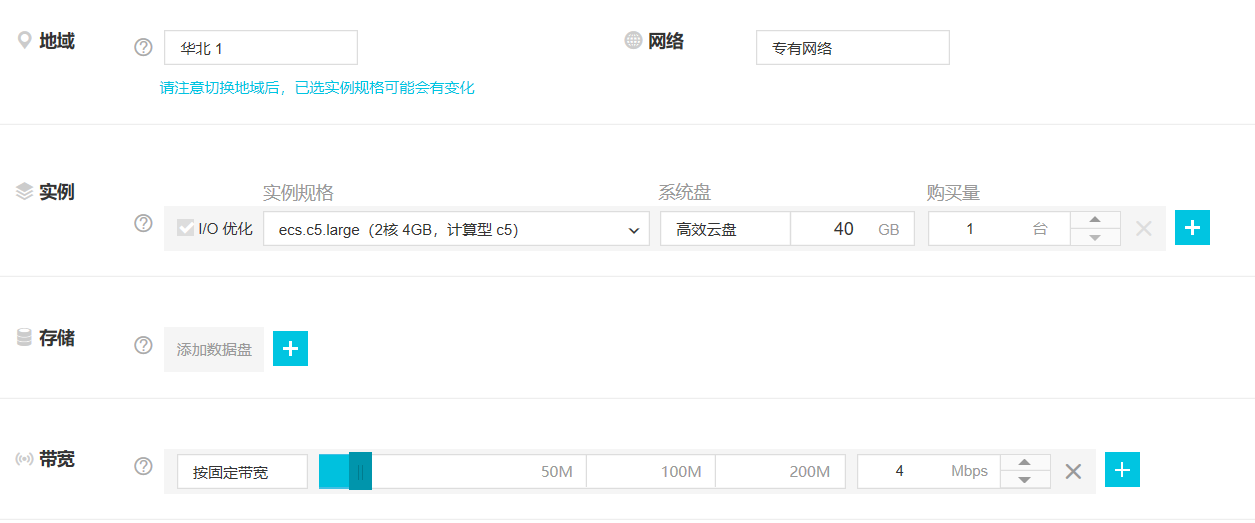 地域 华北 1 网络 专有网络
请注意切换地域后，已选实例规格可能会有变化
实例 实例规格 系统盘 购买量
I/O 优化 ecs.c5.large（2核 4GB，计算型 c5） 高效云盘 40 GB 1 台
存储 添加数据盘
带宽 按固定带宽 50M 100M 200M 4 Mbps